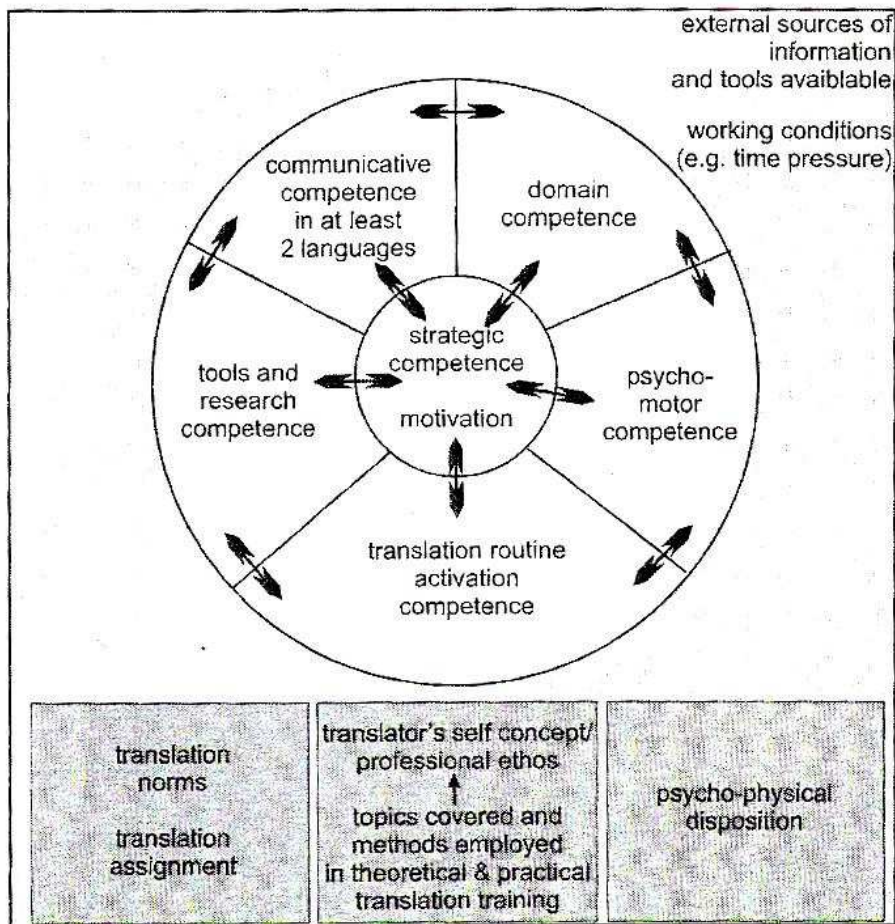 external sources of
information
and tools avaiblable
working conditions
(e.g. time pressure)
communicative
competence
in at least
2 languages
domain
competence
strategic
competence
motivation
tools and
research
competence
psycho-
motor
competence
translation routine
activation
competence
translation
norms
translation
assignment
translator's self concept/
professional ethos
topics covered and
methods employed
in theoretical & practical
translation training
psycho-physical
disposition